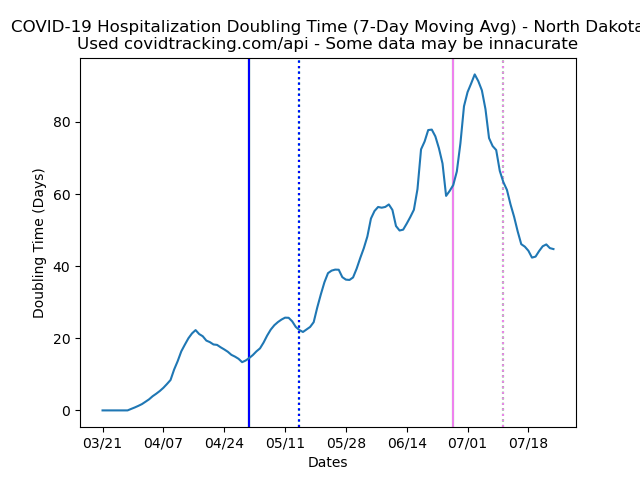 COVID-19 Hospitalization Doubling Time (7-Day Moving Avg) - North Dakota
Used covidtracking.com/api - Some data may be innacurate
Doubling Time (Days)
80
60
40
20
0
03/21 04/07 04/24 05/11 05/28 06/14 07/01 07/18
Dates